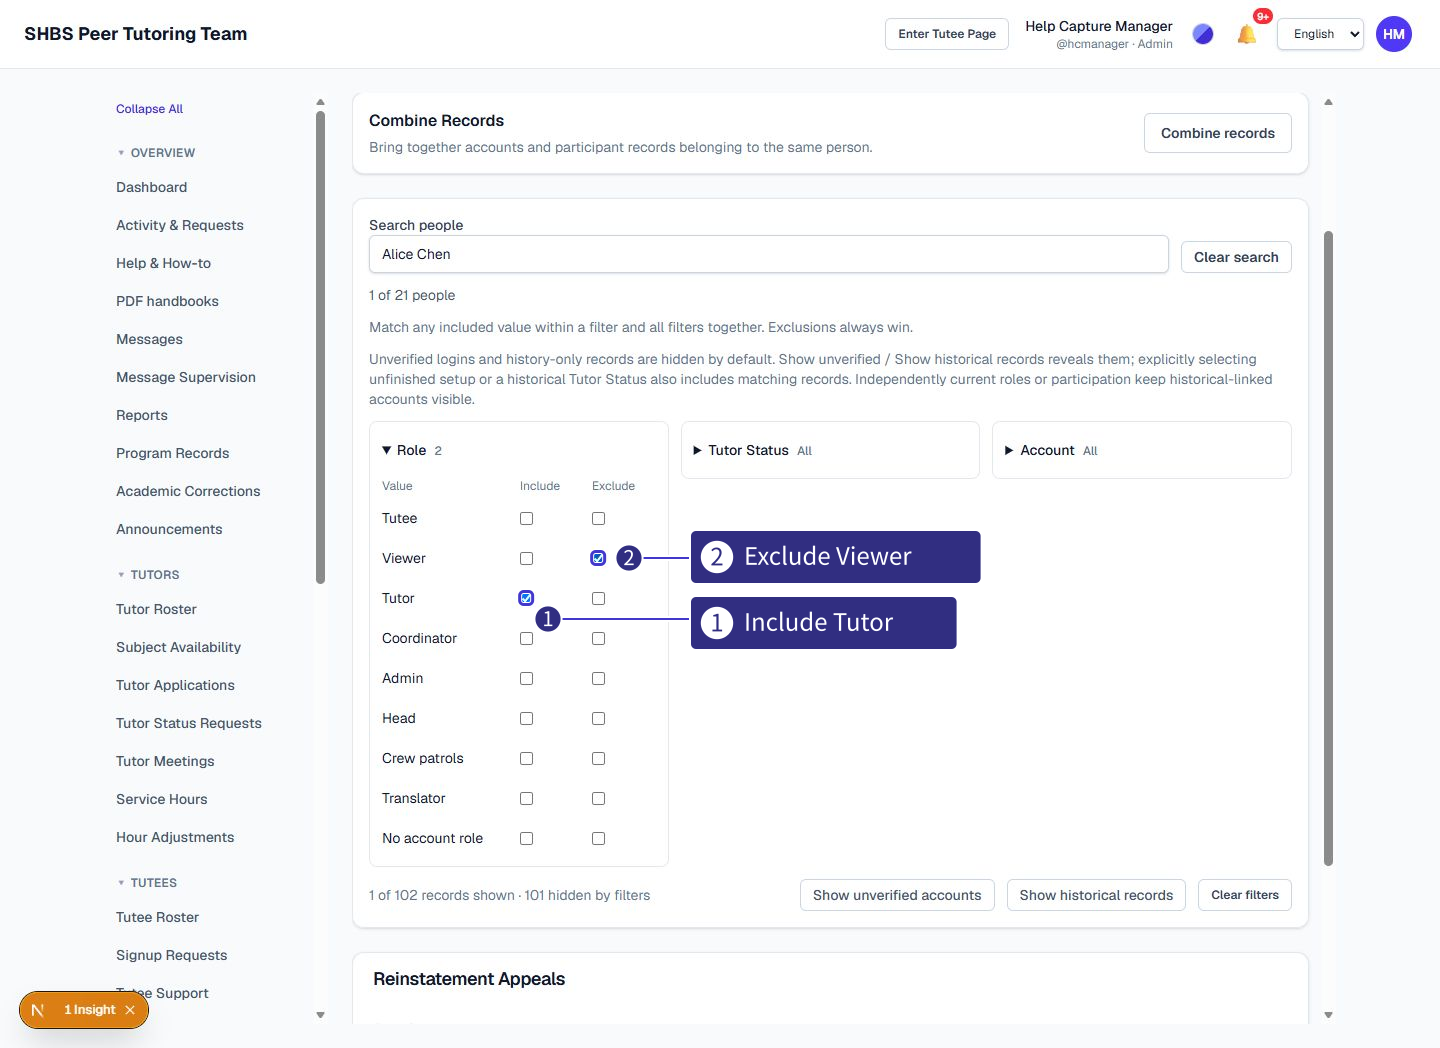 SHBS Peer Tutoring Team
Enter Tutee Page
Help Capture Manager
@hcmanager · Admin
9+
English
HM
Collapse All
OVERVIEW
Dashboard
Activity & Requests
Help & How-to
PDF handbooks
Messages
Message Supervision
Reports
Program Records
Academic Corrections
Announcements
TUTORS
Tutor Roster
Subject Availability
Tutor Applications
Tutor Status Requests
Tutor Meetings
Service Hours
Hour Adjustments
TUTEES
Tutee Roster
Signup Requests
Tutee Support
N 1 Insight
Combine Records
Bring together accounts and participant records belonging to the same person.
Combine records
Search people
Alice Chen
Clear search
1 of 21 people
Match any included value within a filter and all filters together. Exclusions always win.
Unverified logins and history-only records are hidden by default. Show unverified / Show historical records reveals them; explicitly selecting
unfinished setup or a historical Tutor Status also includes matching records. Independently current roles or participation keep historical-linked
accounts visible.
Role 2
Tutor Status All
Account All
Value Include Exclude
Tutee
Viewer
2
2 Exclude Viewer
Tutor
1
1 Include Tutor
Coordinator
Admin
Head
Crew patrols
Translator
No account role
1 of 102 records shown · 101 hidden by filters
Show unverified accounts
Show historical records
Clear filters
Reinstatement Appeals